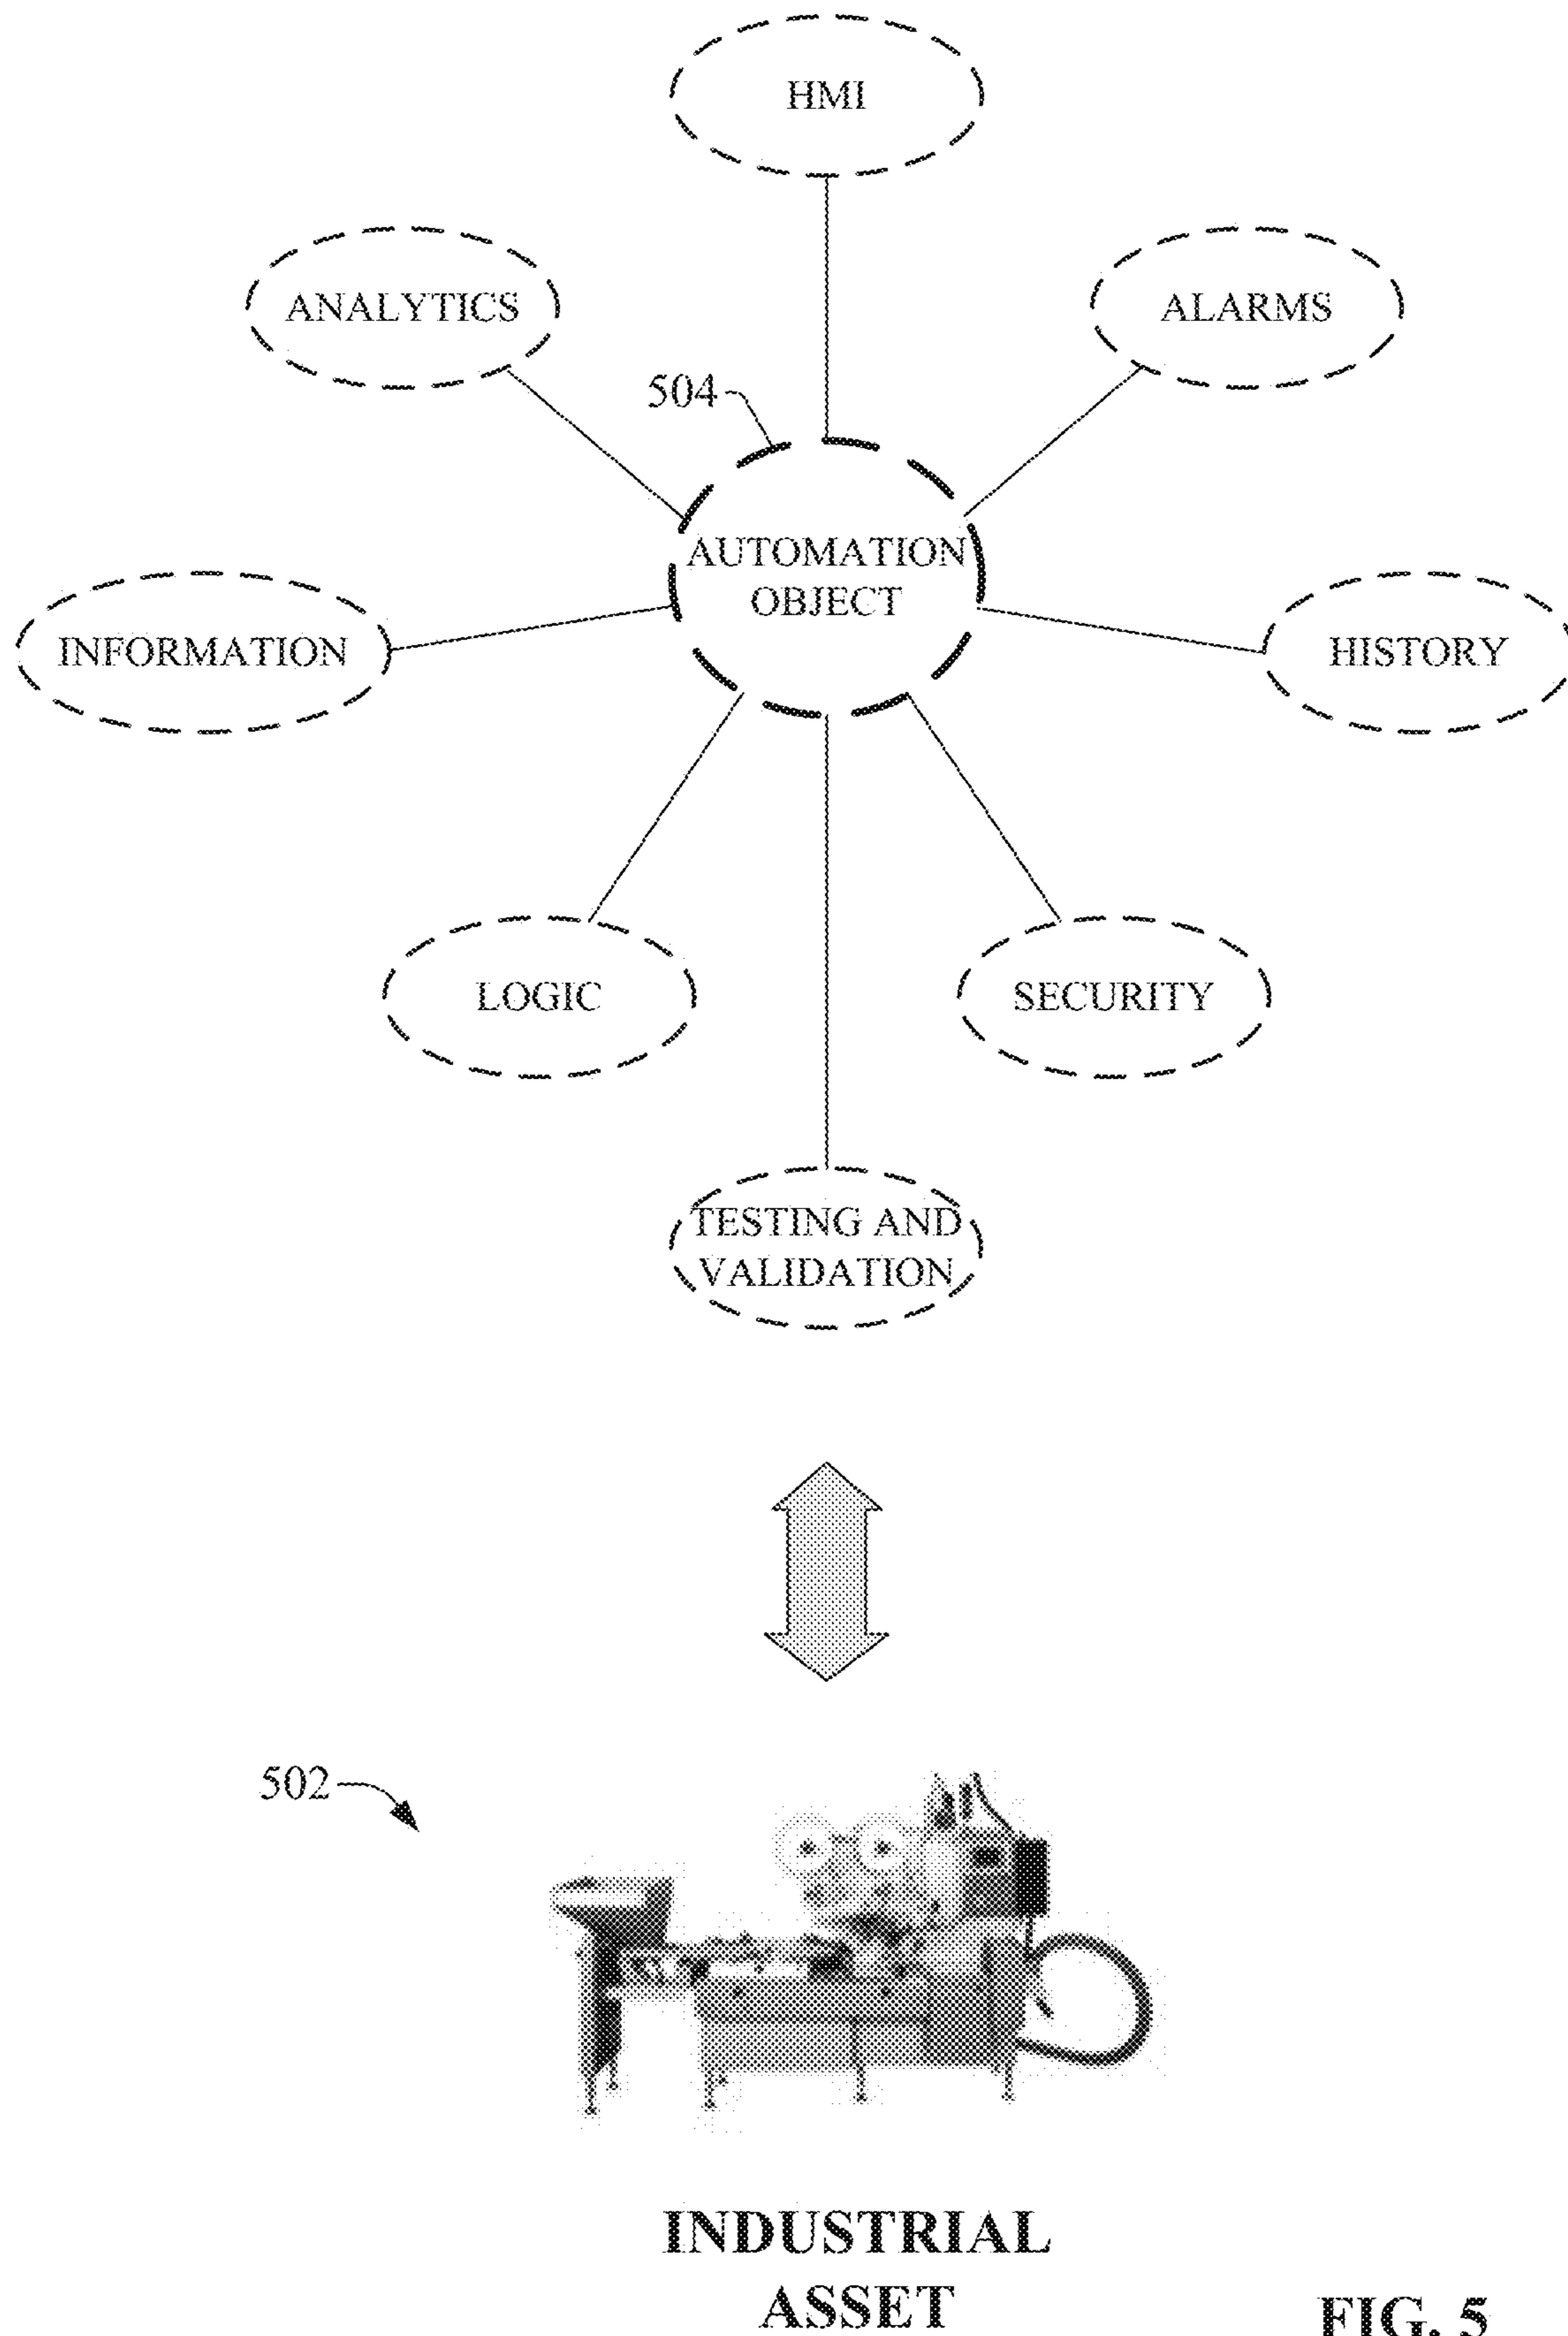 HMI
ANALYTICS
ALARMS
504
AUTOMATION
OBJECT
INFORMATION
HISTORY
LOGIC
SECURITY
TESTING AND
VALIDATION
502
INDUSTRIAL
ASSET
FIG. 5